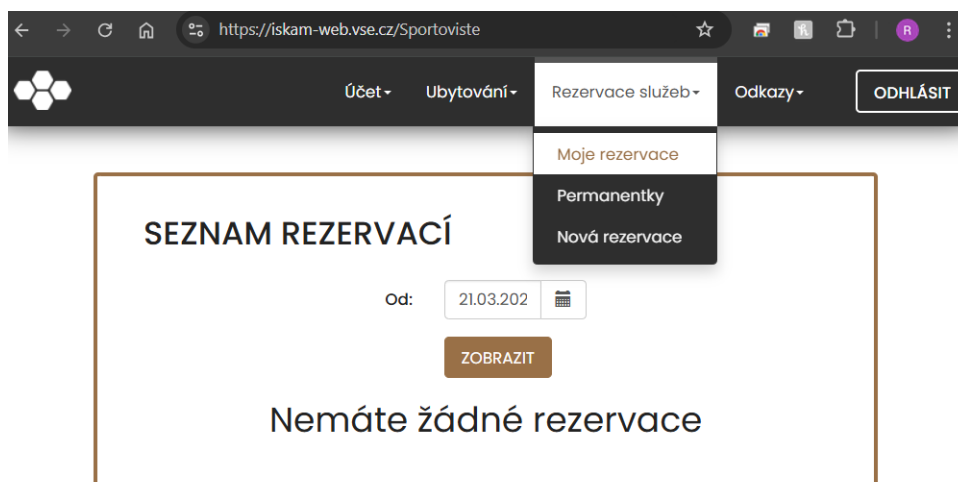 https://iskam-web.vse.cz/Sportoviste
R
Účet Ubytování Rezervace služeb Odkazy ODHLÁSIT
Moje rezervace
Permanentky
Nová rezervace
SEZNAM REZERVACÍ
Od: 21.03.202
ZOBRAZIT
Nemáte žádné rezervace